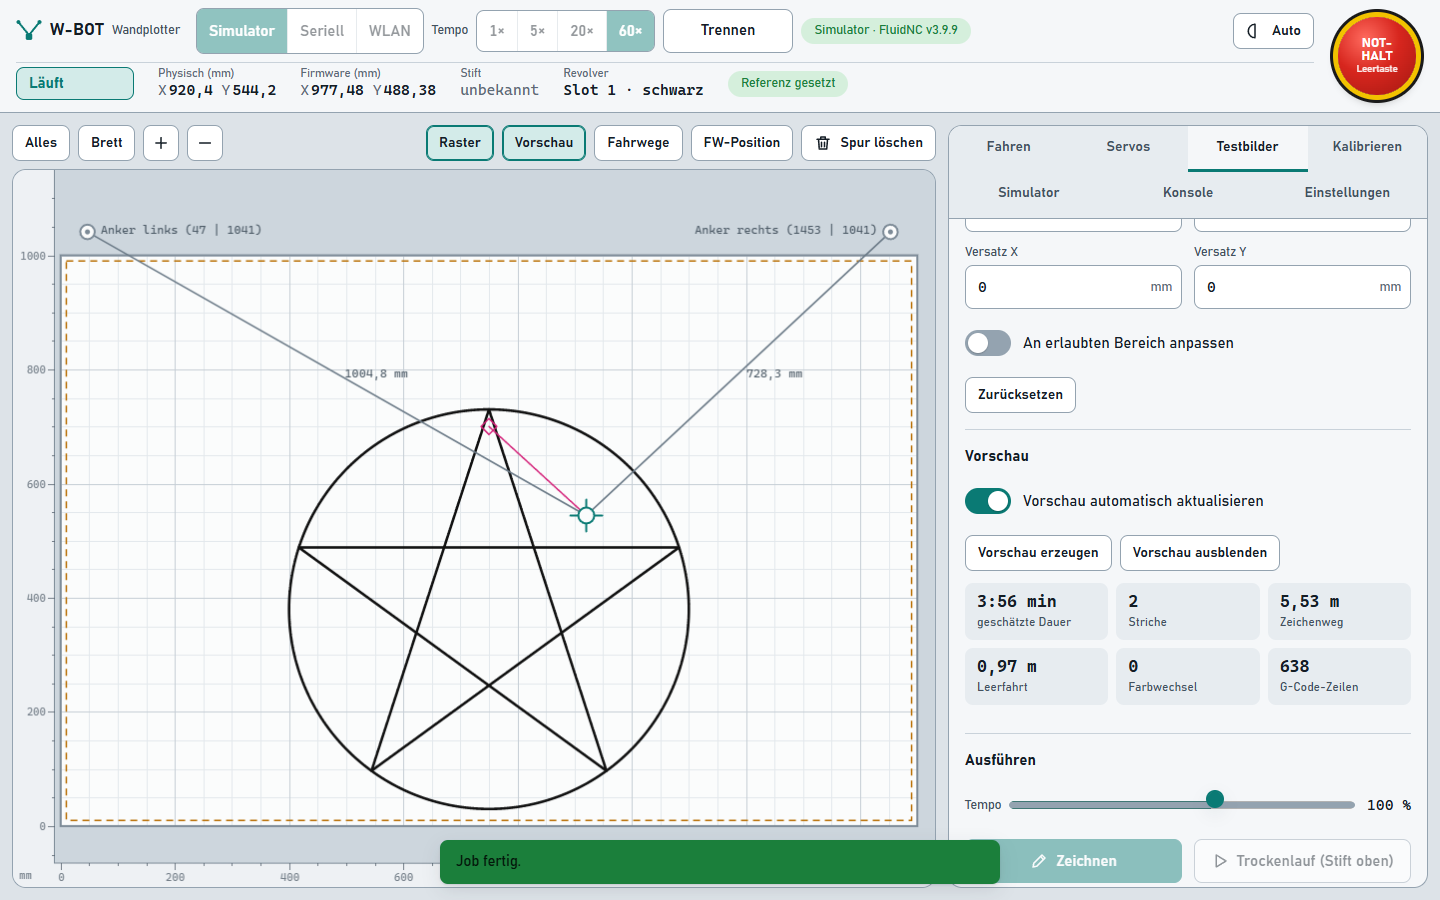 W-BOT Wandplotter
Simulator Seriell WLAN
Tempo
1× 5× 20× 60×
Trennen
Simulator · FluidNC v3.9.9
Auto
NOT-
HALT
Leertaste
Läuft
Physisch (mm)
X 920,4 Y 544,2
Firmware (mm)
X 977,48 Y 488,38
Stift
unbekannt
Revolver
Slot 1 · schwarz
Referenz gesetzt
Alles Brett + −
Raster Vorschau Fahrwege FW-Position Spur löschen
Anker links (47 | 1041)
Anker rechts (1453 | 1041)
1004,8 mm
728,3 mm
1000
800
600
400
200
0
mm 0 200 400 600
Fahren Servos Testbilder Kalibrieren
Simulator Konsole Einstellungen
Versatz X Versatz Y
0 mm 0 mm
An erlaubten Bereich anpassen
Zurücksetzen
Vorschau
Vorschau automatisch aktualisieren
Vorschau erzeugen Vorschau ausblenden
3:56 min
geschätzte Dauer
2
Striche
5,53 m
Zeichenweg
0,97 m
Leerfahrt
0
Farbwechsel
638
G-Code-Zeilen
Ausführen
Tempo 100 %
Zeichnen Trockenlauf (Stift oben)
Job fertig.